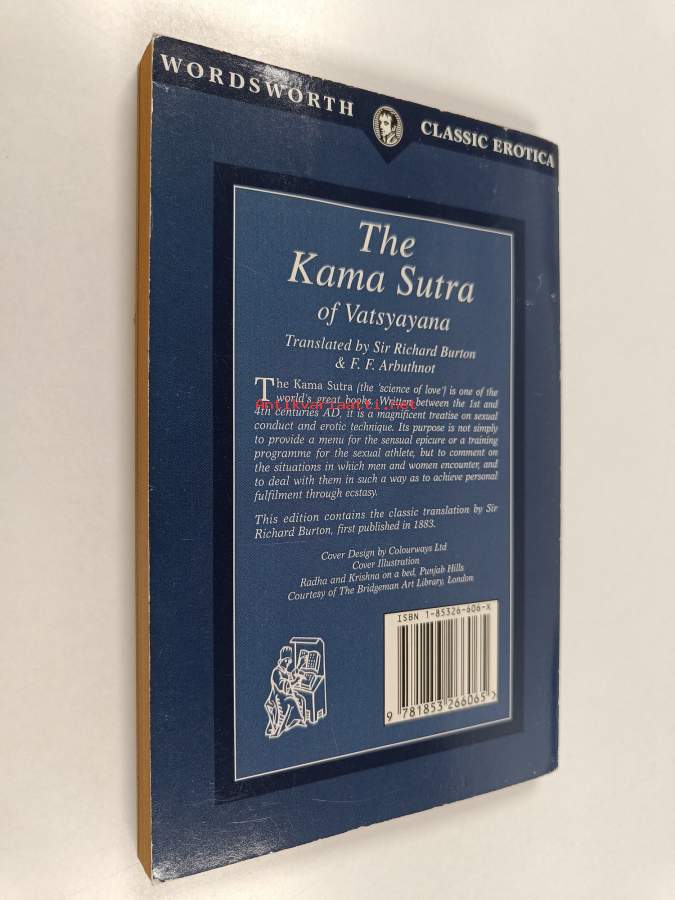 WORDSWORTH CLASSIC EROTICA
The
Kama Sutra
of Vatsyayana
Translated by Sir Richard Burton
& F. F. Arbuthnot
The Kama Sutra (the 'science of love') is one of the
world's great books. Written between the 1st and
antikvariaatti.net
4th centuries AD, it is a magnificent treatise on sexual
conduct and erotic technique. Its purpose is not simply
to provide a menu for the sensual epicure or a training
programme for the sexual athlete, but to comment on
the situations in which men and women encounter, and
to deal with them in such a way as to achieve personal
fulfilment through ecstasy.
This edition contains the classic translation by Sir
Richard Burton, first published in 1883.
Cover Design by Colourways Ltd
Cover Illustration
Radha and Krishna on a bed, Punjab Hills
Courtesy of The Bridgeman Art Library, London
ISBN 1-85326-606-X
9 781853 266065 >